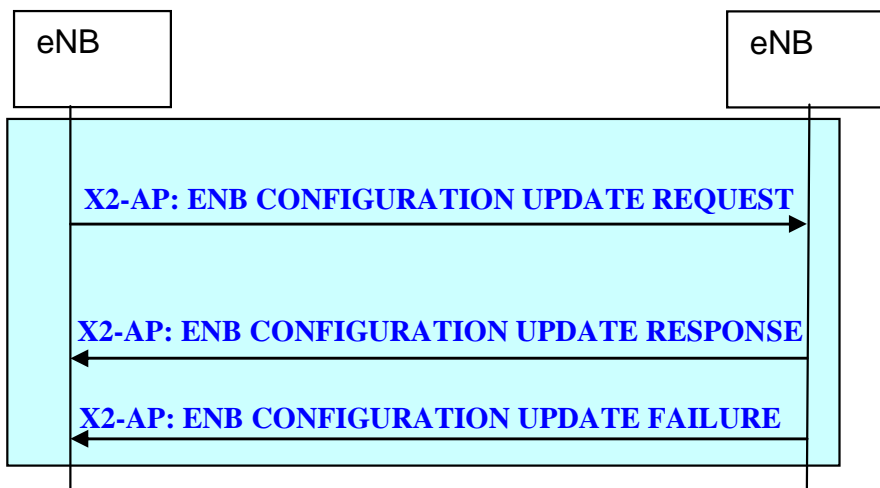 eNB
eNB
X2-AP: ENB CONFIGURATION UPDATE REQUEST
X2-AP: ENB CONFIGURATION UPDATE RESPONSE
X2-AP: ENB CONFIGURATION UPDATE FAILURE